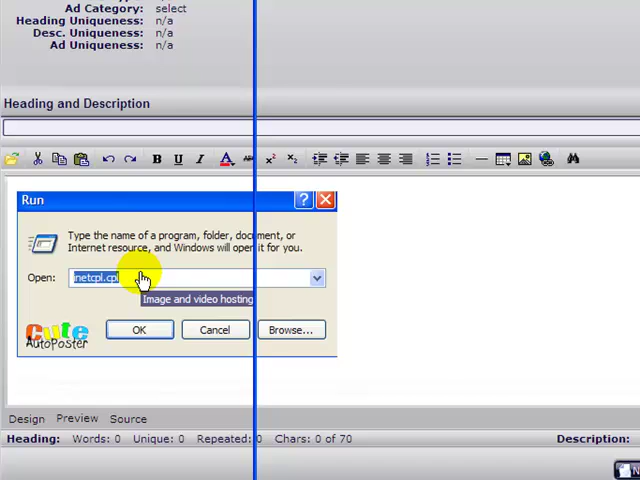 Ad Category: select
Heading Uniqueness: n/a
Desc. Uniqueness: n/a
Ad Uniqueness: n/a
Heading and Description
B U I A ABC x² x₂
Run
Type the name of a program, folder, document, or
Internet resource, and Windows will open it for you.
Open: inetcpl.cpl
Image and video hosting
cute
AutoPoster
OK Cancel Browse...
Design Preview Source
Heading: Words: 0 Unique: 0 Repeated: 0 Chars: 0 of 70 Description:
N